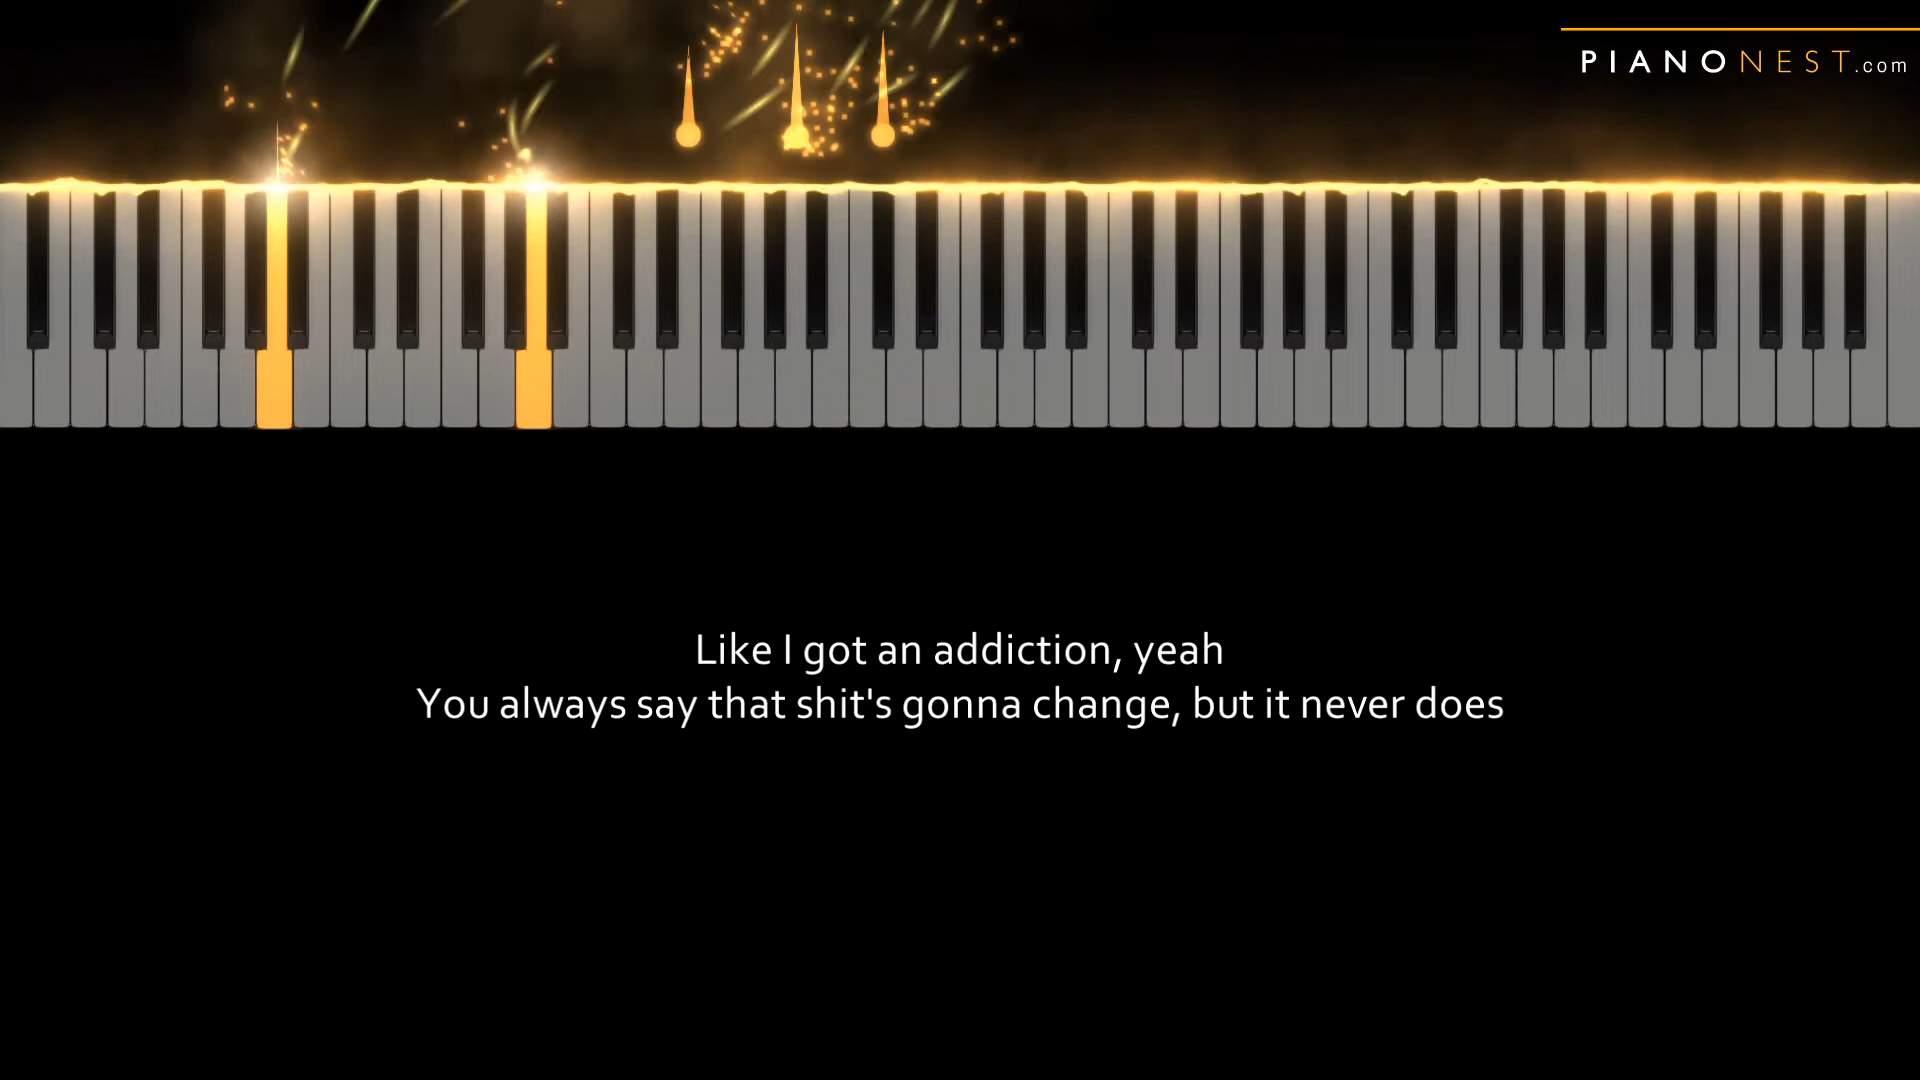 PIANONEST.com
Like I got an addiction, yeah
You always say that shit's gonna change, but it never does